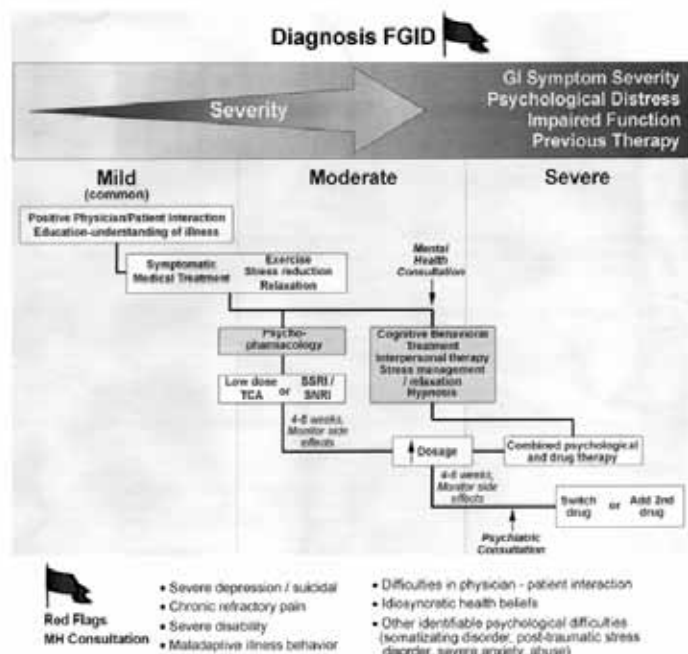 Diagnosis FGID
Severity
GI Symptom Severity
Psychological Distress
Impaired Function
Previous Therapy
Mild
(common)
Moderate
Severe
Positive Physician/Patient Interaction
Education-understanding of illness
Symptomatic
Medical Treatment
Exercise
Stress reduction
Relaxation
Mental
Health
Consultation
Psycho-
pharmacology
Cognitive Behavioral
Treatment
Interpersonal therapy
Stress management
/ relaxation
Hypnosis
Low dose
TCA
or
SSRI /
SNRI
4-6 weeks,
Monitor side
effects
Dosage
Combined psychological
and drug therapy
4-6 weeks,
Monitor side
effects
Switch
drug
or
Add 2nd
drug
Psychiatric
Consultation
Red Flags
MH Consultation
• Severe depression / suicidal
• Chronic refractory pain
• Severe disability
• Maladaptive illness behavior
• Difficulties in physician - patient interaction
• Idiosyncratic health beliefs
• Other identifiable psychological difficulties
(somatizating disorder, post-traumatic stress
disorder, severe anxiety, abuse)